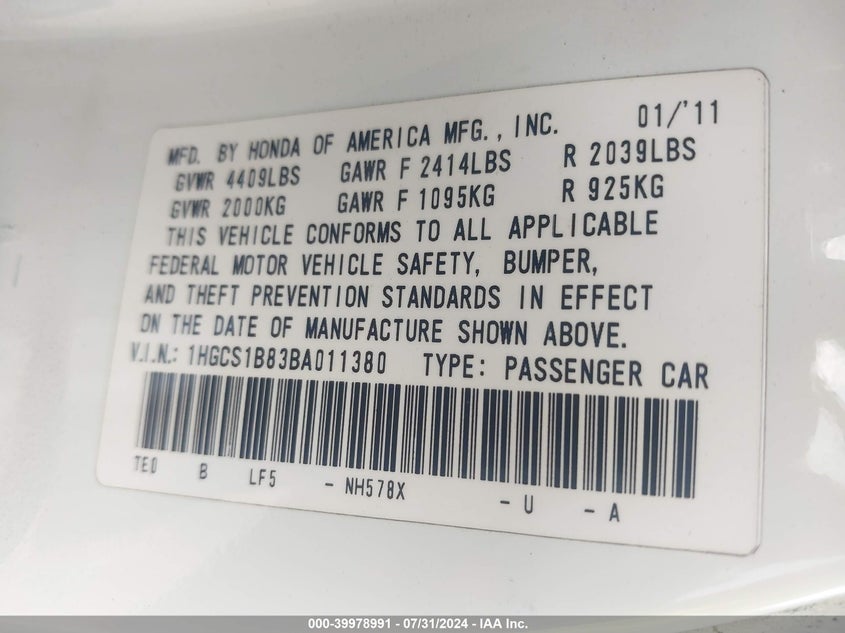 MFD. BY HONDA OF AMERICA MFG., INC. 01/'11
GVWR 4409LBS GAWR F 2414LBS R 2039LBS
GVWR 2000KG GAWR F 1095KG R 925KG
THIS VEHICLE CONFORMS TO ALL APPLICABLE
FEDERAL MOTOR VEHICLE SAFETY, BUMPER,
AND THEFT PREVENTION STANDARDS IN EFFECT
ON THE DATE OF MANUFACTURE SHOWN ABOVE.
V.I.N.: 1HGCS1B83BA011380 TYPE: PASSENGER CAR
TE0 B LF5 - NH578X - U - A
000-39978991 / 07/31/2024 - IAA Inc.